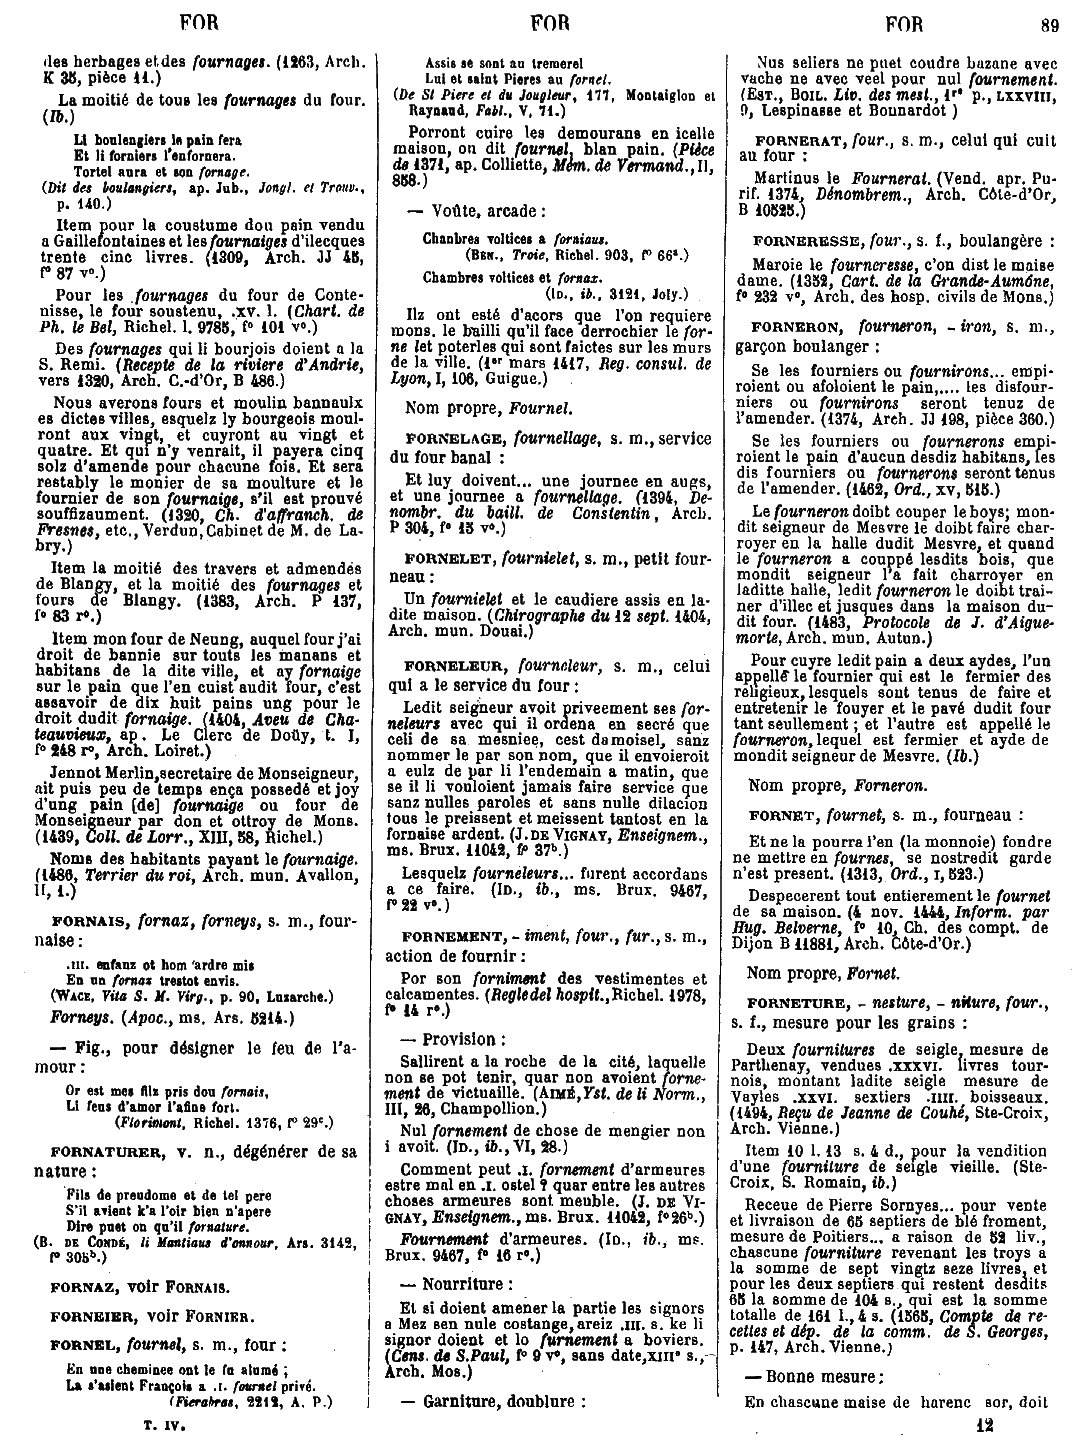 FOR
FOR
FOR
89
des herbages et des fournages. (1263, Arch.
K 35, pièce 11.)
La moitié de tous les fournages du four.
(Ib.)
Li boulengiers le pain fera
Et li forniers l'enfornera.
Tortel aura et son fornage.
(Dit des boulangiers, ap. Jub., Jongl. et Trouv.,
p. 140.)
Item pour la coustume dou pain vendu
a Gaillefontaines et les fournaiges d'ilecques
trente cinc livres. (1309, Arch. JJ 45,
f° 87 v°.)
Pour les fournages du four de Conte-
nisse, le four soustenu, .xv. l. (Chart. de
Ph. le Bel, Richel. l. 9785, f° 101 v°.)
Des fournages qui li bourjois doient a la
S. Remi. (Recepte de la riviere d'Andrie,
vers 1320, Arch. C.-d'Or, B 486.)
Nous averons fours et moulin bannaulx
es dictes villes, esquelz ly bourgeois moul-
ront aux vingt, et cuyront au vingt et
quatre. Et qui n'y venrait, il payera cinq
solz d'amende pour chacune fois. Et sera
restably le monier de sa moulture et le
fournier de son fournaige, s'il est prouvé
souffizaument. (1320, Ch. d'affranch. de
Fresnes, etc., Verdun, Cabinet de M. de La-
bry.)
Item la moitié des travers et admendés
de Blangy, et la moitié des fournages et
fours de Blangy. (1383, Arch. P 137,
f° 83 r°.)
Item mon four de Neung, auquel four j'ai
droit de bannie sur touts les manans et
habitans de la dite ville, et ay fornaige
sur le pain que l'en cuist audit four, c'est
assavoir de dix huit pains ung pour le
droit dudit fornaige. (1404, Aveu de Cha-
teauvieux, ap. Le Clerc de Doüy, t. I,
f° 248 r°, Arch. Loiret.)
Jennot Merlin, secretaire de Monseigneur,
ait puis peu de temps ença possedé et joy
d'ung pain [de] fournaige ou four de
Monseigneur par don et ottroy de Mons.
(1439, Coll. de Lorr., XIII, 58, Richel.)
Noms des habitants payant le fournaige.
(1486, Terrier du roi, Arch. mun. Avallon,
II, 1.)
FORNAIS, fornaz, forneys, s. m., four-
naise :
.III. enfanz ot hom 'ardre mis
En un fornaz trestot envis.
(WACE, Vita S. M. Virg., p. 90, Luzarche.)
Forneys. (Apoc., ms. Ars. 5214.)
— Fig., pour désigner le feu de l'a-
mour :
Or est mes filz pris dou fornais,
Li feus d'amor l'afine fort.
(Florimont, Richel. 1376, f° 29c.)
FORNATURER, v. n., dégénérer de sa
nature :
Fils de preudome et de tel pere
S'il avient k'a l'oir bien n'apere
Dire puet on qu'il fornature.
(B. DE CONDÉ, li Mantiaus d'onnour, Ars. 3142,
f° 305b.)
FORNAZ, voir FORNAIS.
FORNEIER, voir FORNIER.
FORNEL, fournel, s. m., four :
En une cheminee ont le fu alumé ;
La s'asient François a .I. fournel privé.
(Fierabras, 2212, A. P.)
T. IV.
Assis se sont au tremerel
Lui et saint Pieres au fornel.
(De St Piere et du Jougleur, 177, Montaiglon et
Raynaud, Fabl., V, 71.)
Porront cuire les demourans en icelle
maison, ou dit fournel, blan pain. (Pièce
de 1371, ap. Colliette, Mém. de Vermand., II,
858.)
— Voûte, arcade :
Chanbres voltices a forniaus.
(BEN., Troie, Richel. 903, f° 66a.)
Chambres voltices et fornax.
(ID., ib., 3121, Joly.)
Ilz ont esté d'acors que l'on requiere
mons. le bailli qu'il face derrochier le for-
ne let poterles qui sont faictes sur les murs
de la ville. (1er mars 1417, Reg. consul. de
Lyon, I, 106, Guigue.)
Nom propre, Fournel.
FORNELAGE, fournellage, s. m., service
du four banal :
Et luy doivent... une journee en augs,
et une journee a fournellage. (1394, De-
nombr. du baill. de Constentin, Arch.
P 304, f° 15 v°.)
FORNELET, fournielet, s. m., petit four-
neau :
Un fournielet et le caudiere assis en la-
dite maison. (Chirographe du 12 sept. 1404,
Arch. mun. Douai.)
FORNELEUR, fourneleur, s. m., celui
qui a le service du four :
Ledit seigneur avoit priveement ses for-
neleurs avec qui il ordena en secré que
celi de sa mesniee, cest damoisel, sanz
nommer le par son nom, que il envoieroit
a eulz de par li l'endemain a matin, que
se il li vouloient jamais faire service que
sanz nulles paroles et sans nulle dilacion
tous le preissent et meissent tantost en la
fornaise ardent. (J. DE VIGNAY, Enseignem.,
ms. Brux. 11042, f° 37b.)
Lesquelz fourneleurs... furent accordans
a ce faire. (ID., ib., ms. Brux. 9467,
f° 22 v°.)
FORNEMENT, - iment, four., fur., s. m.,
action de fournir :
Por son forniment des vestimentes et
calcamentes. (Regle del hospit., Richel. 1978,
f° 14 r°.)
— Provision :
Sallirent a la roche de la cité, laquelle
non se pot tenir, quar non avoient forne-
ment de victuaille. (AIMÉ, Yst. de li Norm.,
III, 26, Champollion.)
Nul fornement de chose de mengier non
i avoit. (ID., ib., VI, 28.)
Comment peut .I. fornement d'armeures
estre mal en .I. ostel ? quar entre les autres
choses armeures sont meuble. (J. DE VI-
GNAY, Enseignem., ms. Brux. 11042, f° 26b.)
Fournement d'armeures. (ID., ib., ms.
Brux. 9467, f° 16 r°.)
— Nourriture :
Et si doient amener la partie les signors
a Mez sen nule costange, areiz .III. s. ke li
signor doient et lo furnement a boviers.
(Cens. de S. Paul, f° 9 v°, sans date, XIIIe s.,
Arch. Mos.)
— Garniture, doublure :
Nus seliers ne puet coudre bazane avec
vache ne avec veel pour nul fournement.
(EST., BOIL. Liv. des mest., 1re p., LXXVIII,
9, Lespinasse et Bonnardot )
FORNERAT, four., s. m., celui qui cuit
au four :
Martinus le Fournerat. (Vend. apr. Pu-
rif. 1374, Dénombrem., Arch. Côte-d'Or,
B 10525.)
FORNERESSE, four., s. f., boulangère :
Maroie le fourneresse, c'on dist le maise
dame. (1352, Cart. de la Grande-Aumône,
f° 232 v°, Arch. des hosp. civils de Mons.)
FORNERON, fourneron, - iron, s. m.,
garçon boulanger :
Se les fourniers ou fournirons... empi-
roient ou afoloient le pain,.... les disfour-
niers ou fournirons seront tenuz de
l'amender. (1374, Arch. JJ 198, pièce 360.)
Se les fourniers ou fournerons empi-
roient le pain d'aucun desdiz habitans, les
dis fourniers ou fournerons seront tenus
de l'amender. (1462, Ord., XV, 515.)
Le fourneron doibt couper le boys; mon-
dit seigneur de Mesvre le doibt faire char-
royer en la halle dudit Mesvre, et quand
le fourneron a couppé lesdits bois, que
mondit seigneur l'a fait charroyer en
laditte halle, ledit fourneron le doibt trai-
ner d'illec et jusques dans la maison du-
dit four. (1483, Protocole de J. d'Aigue-
morte, Arch. mun. Autun.)
Pour cuyre ledit pain a deux aydes, l'un
appellé le fournier qui est le fermier des
religieux, lesquels sont tenus de faire et
entretenir le fouyer et le pavé dudit four
tant seullement ; et l'autre est appellé le
fourneron, lequel est fermier et ayde de
mondit seigneur de Mesvre. (Ib.)
Nom propre, Forneron.
FORNET, fournet, s. m., fourneau :
Et ne la pourra l'en (la monnoie) fondre
ne mettre en fournes, se nostredit garde
n'est present. (1313, Ord., I, 523.)
Despecerent tout entierement le fournet
de sa maison. (4 nov. 1444, Inform. par
Hug. Belverne, f° 10, Ch. des compt. de
Dijon B 11881, Arch. Côte-d'Or.)
Nom propre, Fornet.
FORNETURE, - nesture, - niture, four.,
s. f., mesure pour les grains :
Deux fournitures de seigle, mesure de
Parthenay, vendues .XXXVI. livres tour-
nois, montant ladite seigle mesure de
Vayles .XXVI. sextiers .IIII. boisseaux.
(1494, Reçu de Jeanne de Couhé, Ste-Croix,
Arch. Vienne.)
Item 10 l. 13 s. 4 d., pour la vendition
d'une fourniture de seigle vieille. (Ste-
Croix, S. Romain, ib.)
Receue de Pierre Sornyes... pour vente
et livraison de 65 septiers de blé froment,
mesure de Poitiers... a raison de 52 liv.,
chascune fourniture revenant les troys a
la somme de sept vingtz seze livres, et
pour les deux septiers qui restent desdits
65 la somme de 104 s., qui est la somme
totalle de 161 l., 4 s. (1565, Compte de re-
cettes et dép. de la comm. de S. Georges,
p. 147, Arch. Vienne.)
— Bonne mesure :
En chascune maise de harenc sor, doit
12